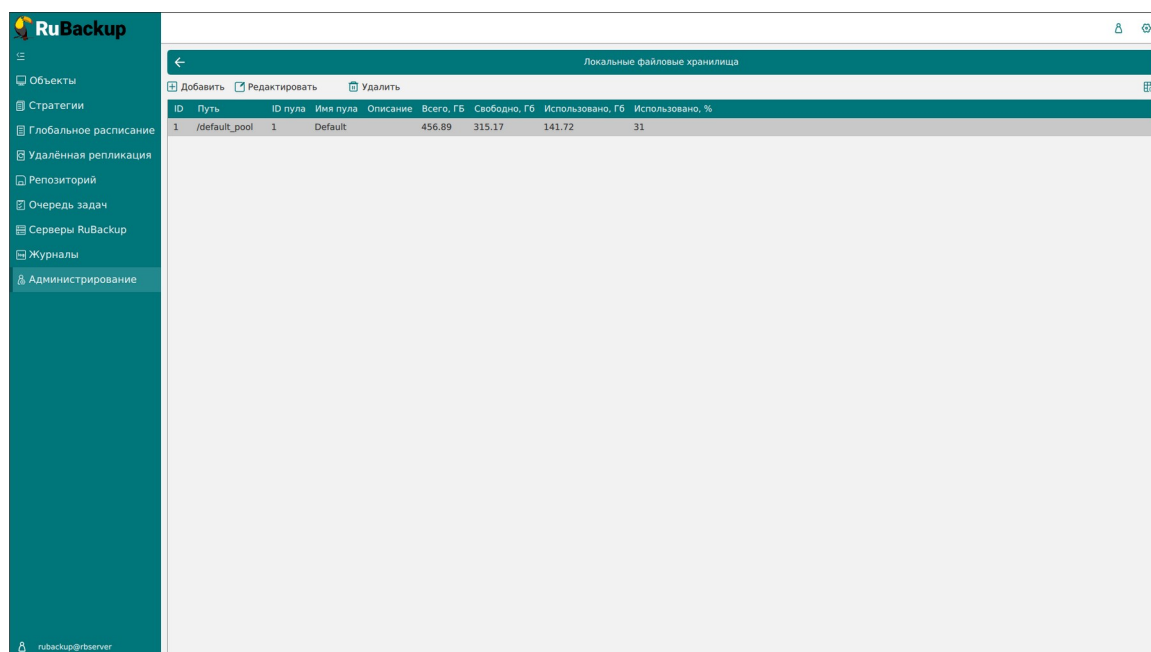 RuBackup
Объекты
Стратегии
Глобальное расписание
Удалённая репликация
Репозиторий
Очередь задач
Серверы RuBackup
Журналы
Администрирование
rubackup@rbserver
Локальные файловые хранилища
Добавить Редактировать Удалить
ID Путь ID пула Имя пула Описание Всего, ГБ Свободно, Гб Использовано, Гб Использовано, %
1 /default_pool 1 Default 456.89 315.17 141.72 31